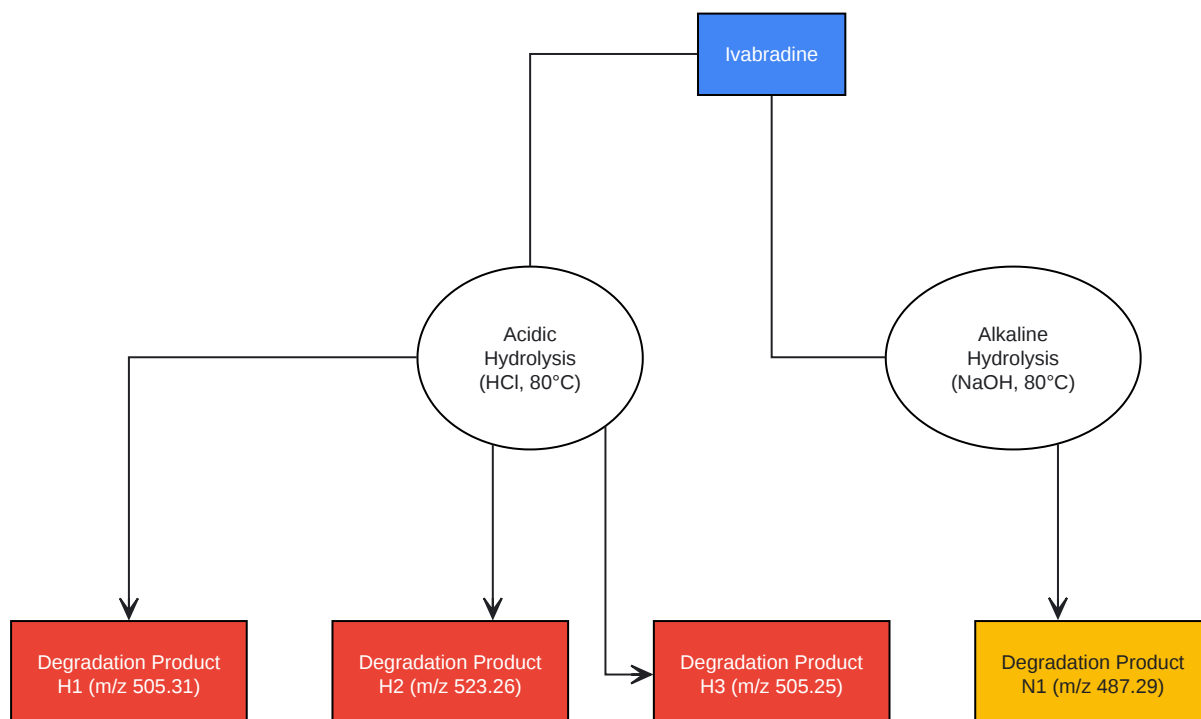 Ivabradine
Acidic
Hydrolysis
(HCl, 80°C)
Alkaline
Hydrolysis
(NaOH, 80°C)
Degradation Product
H1 (m/z 505.31)
Degradation Product
H2 (m/z 523.26)
Degradation Product
H3 (m/z 505.25)
Degradation Product
N1 (m/z 487.29)